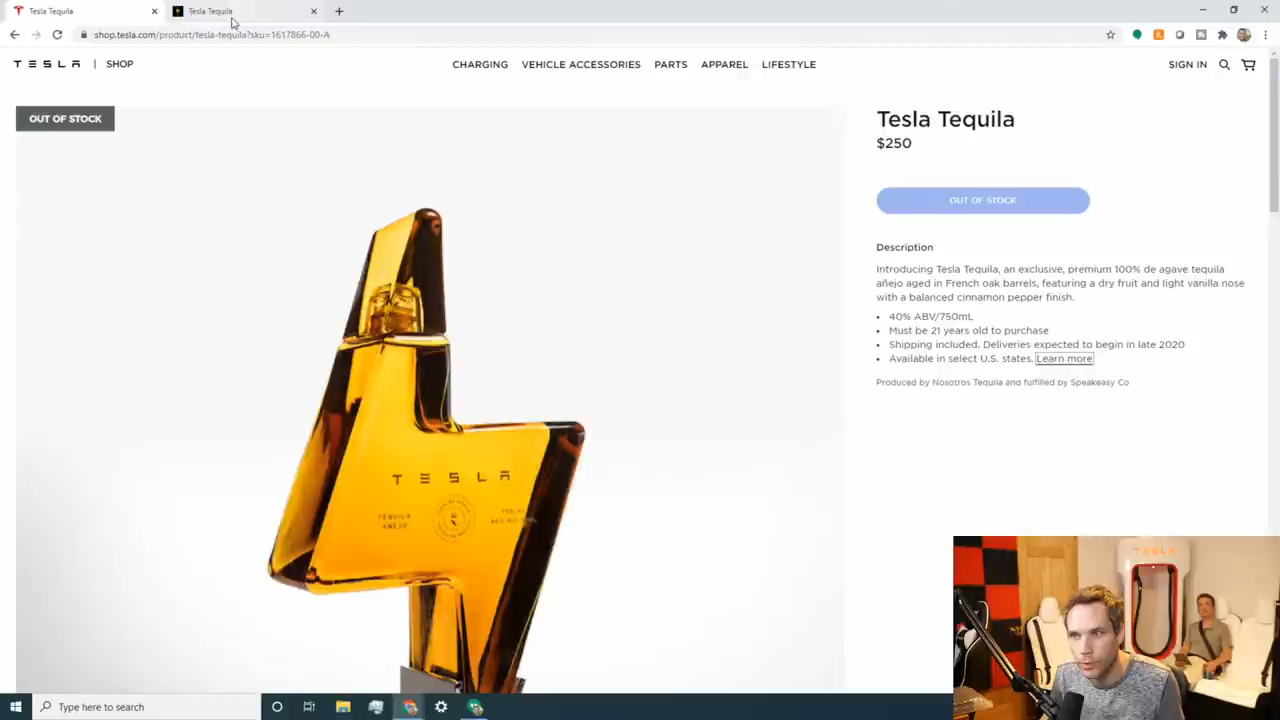 Tesla Tequila
Tesla Tequila
shop.tesla.com/product/tesla-tequila?sku=1617866-00-A
TESLA | SHOP
CHARGING VEHICLE ACCESSORIES PARTS APPAREL LIFESTYLE
SIGN IN
OUT OF STOCK
Tesla Tequila
$250
OUT OF STOCK
Description
Introducing Tesla Tequila, an exclusive, premium 100% de agave tequila
añejo aged in French oak barrels, featuring a dry fruit and light vanilla nose
with a balanced cinnamon pepper finish.
• 40% ABV/750mL
• Must be 21 years old to purchase
• Shipping included. Deliveries expected to begin in late 2020
• Available in select U.S. states. Learn more
Produced by Nosotros Tequila and fulfilled by Speakeasy Co
TESLA
TEQUILA
AÑEJO
TESLA
Type here to search